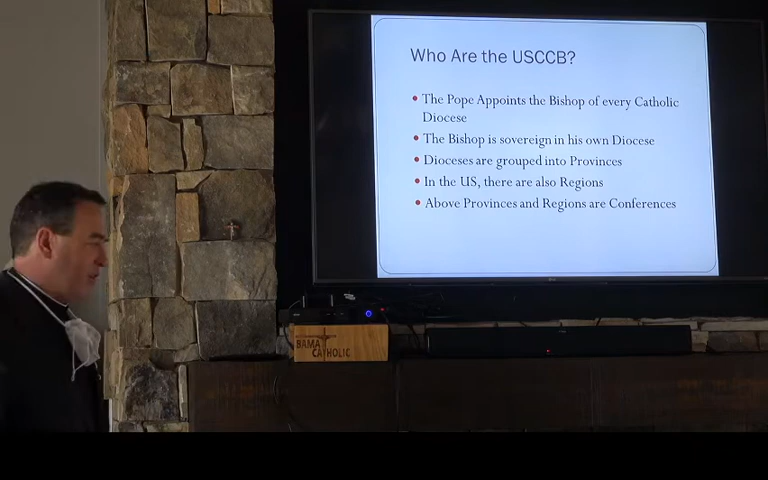 Who Are the USCCB?
• The Pope Appoints the Bishop of every Catholic
Diocese
• The Bishop is sovereign in his own Diocese
• Dioceses are grouped into Provinces
• In the US, there are also Regions
• Above Provinces and Regions are Conferences
BAMA
CATHOLIC